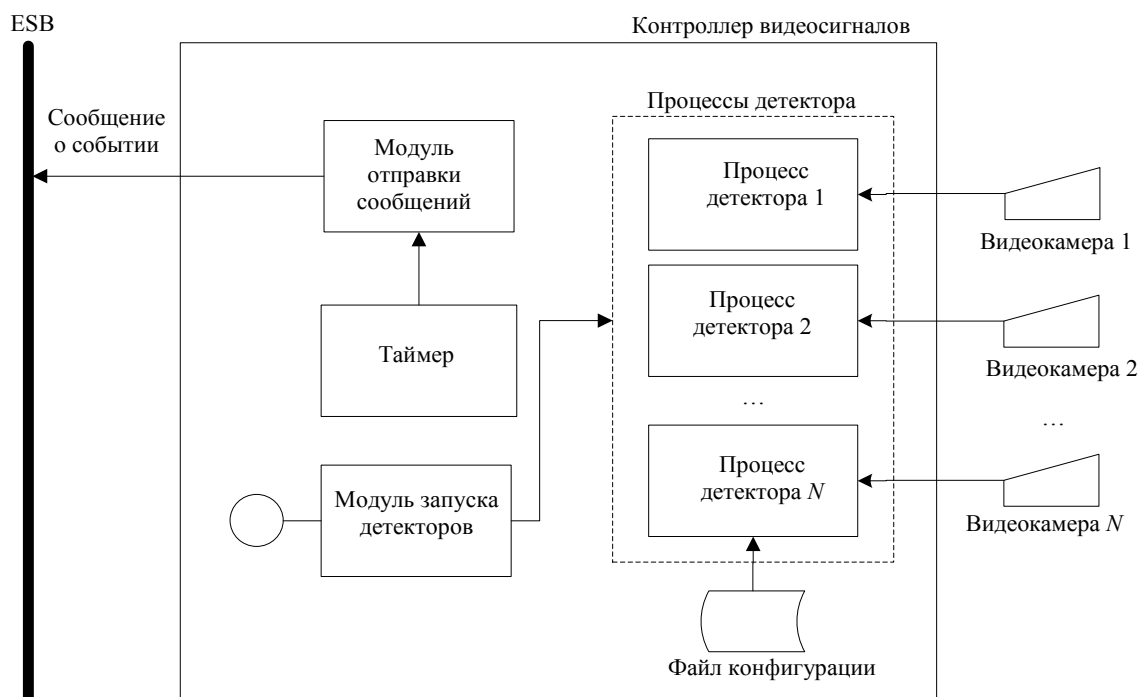 ESB
Контроллер видеосигналов
Сообщение
о событии
Модуль
отправки
сообщений
Таймер
Модуль запуска
детекторов
Процессы детектора
Процесс
детектора 1
Процесс
детектора 2
...
Процесс
детектора N
Файл конфигурации
Видеокамера 1
Видеокамера 2
...
Видеокамера N